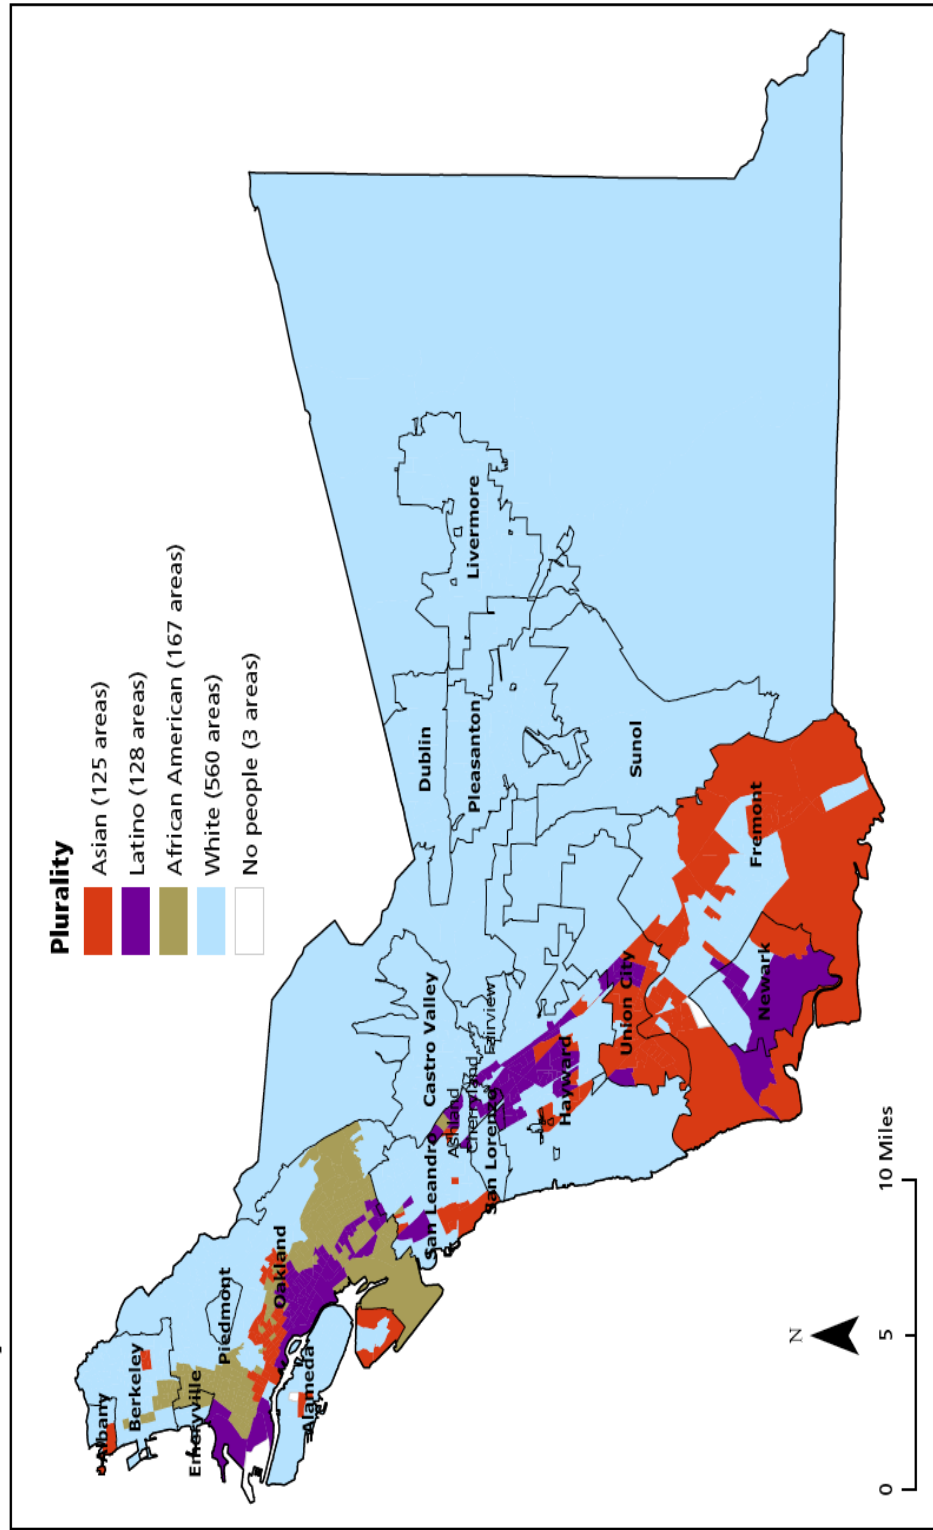 Plurality
Asian (125 areas)
Latino (128 areas)
African American (167 areas)
White (560 areas)
No people (3 areas)
Albany
Berkeley
Emeryville
Piedmont
Oakland
Alameda
San Leandro
Ashland
Cherryland
San Lorenzo
Castro Valley
Fairview
Hayward
Union City
Newark
Fremont
Dublin
Pleasanton
Livermore
Sunol
N
0
5
10 Miles